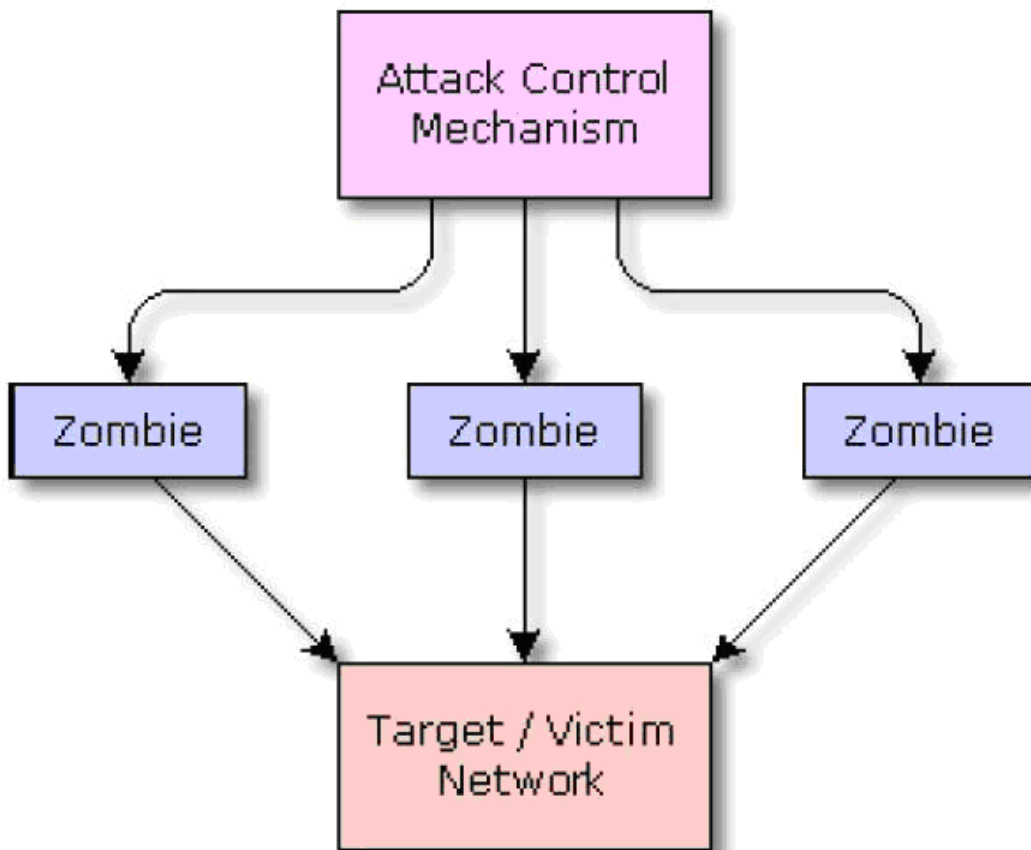 Attack Control
Mechanism
Zombie
Zombie
Zombie
Target / Victim
Network